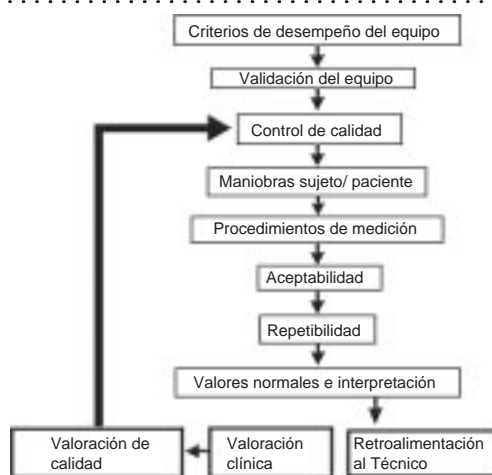 Criterios de desempeño del equipo
Validación del equipo
Control de calidad
Maniobras sujeto/ paciente
Procedimientos de medición
Aceptabilidad
Repetibilidad
Valores normales e interpretación
Valoración de
calidad
Valoración
clínica
Retroalimentación
al Técnico